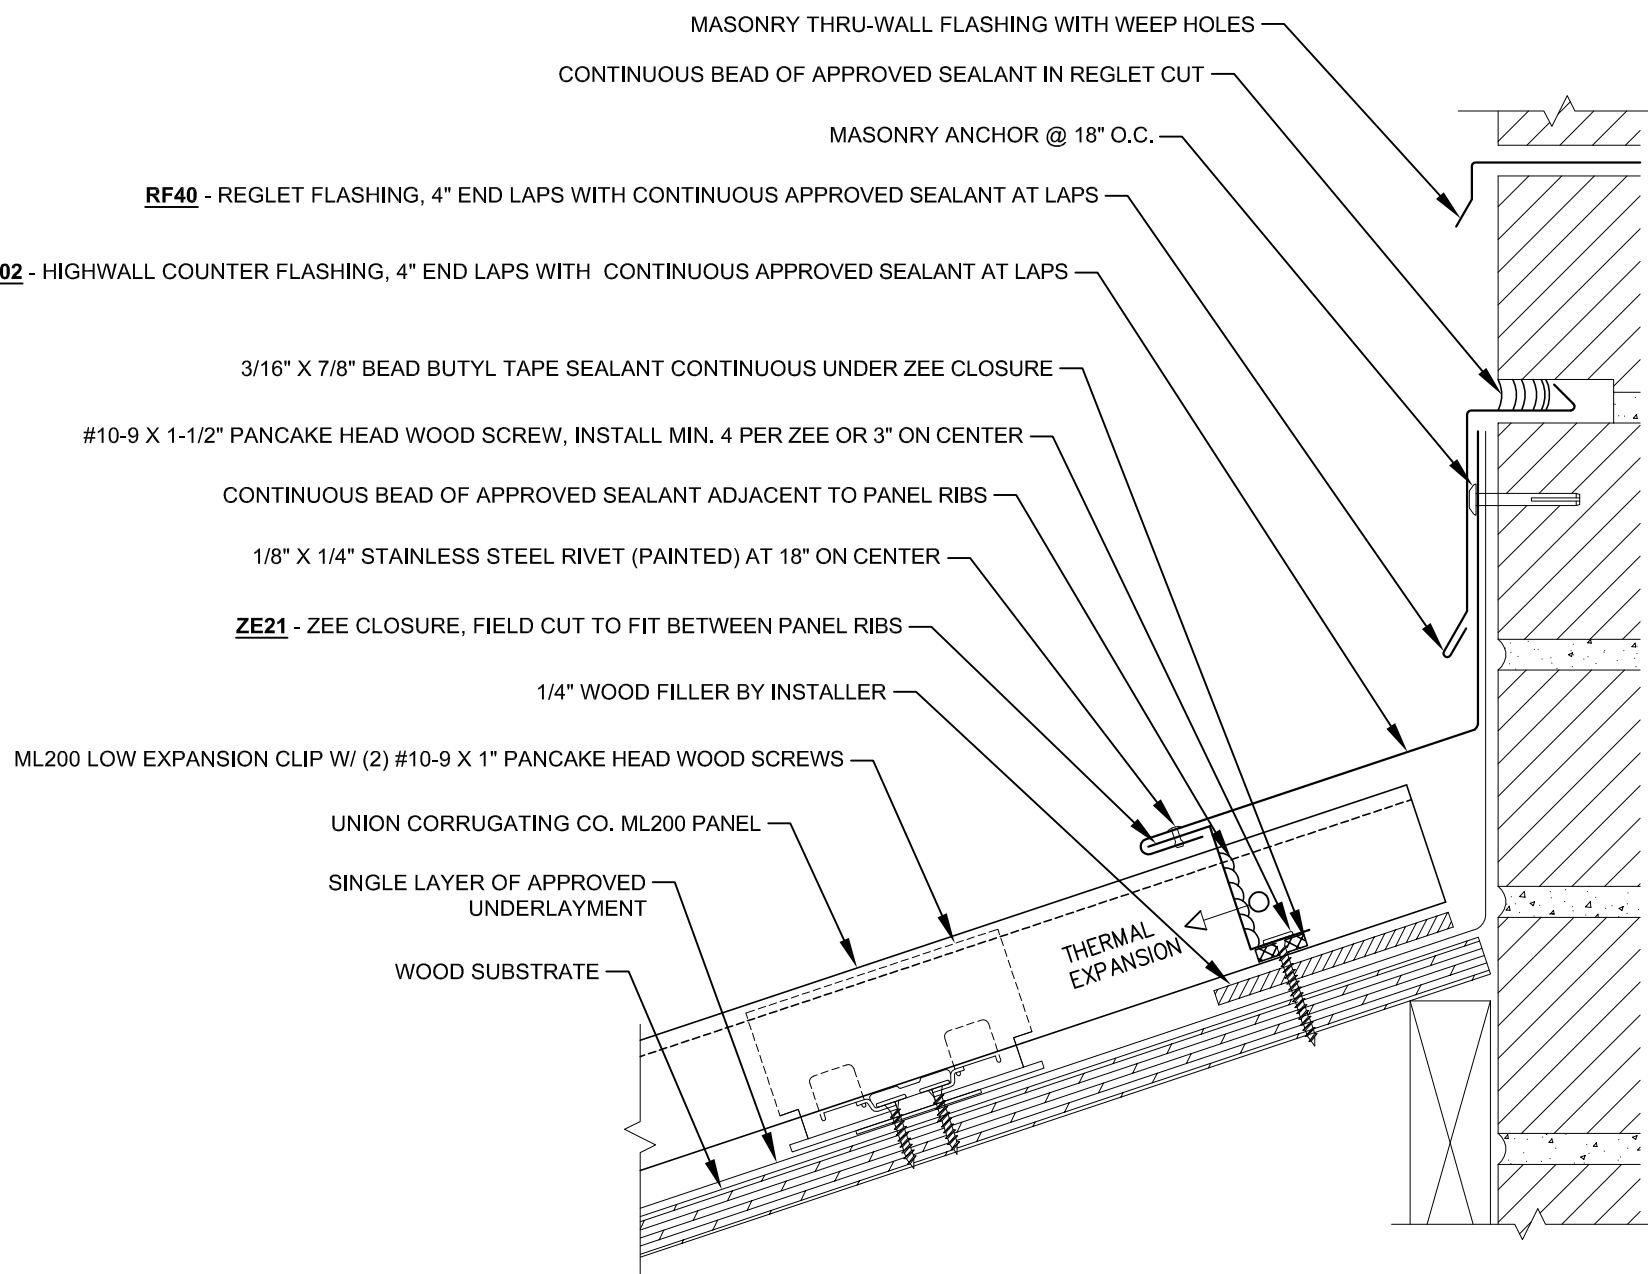 MASONRY THRU-WALL FLASHING WITH WEEP HOLES
CONTINUOUS BEAD OF APPROVED SEALANT IN REGLET CUT
MASONRY ANCHOR @ 18" O.C.
RF40 - REGLET FLASHING, 4" END LAPS WITH CONTINUOUS APPROVED SEALANT AT LAPS
02 - HIGHWALL COUNTER FLASHING, 4" END LAPS WITH CONTINUOUS APPROVED SEALANT AT LAPS
3/16" X 7/8" BEAD BUTYL TAPE SEALANT CONTINUOUS UNDER ZEE CLOSURE
#10-9 X 1-1/2" PANCAKE HEAD WOOD SCREW, INSTALL MIN. 4 PER ZEE OR 3" ON CENTER
CONTINUOUS BEAD OF APPROVED SEALANT ADJACENT TO PANEL RIBS
1/8" X 1/4" STAINLESS STEEL RIVET (PAINTED) AT 18" ON CENTER
ZE21 - ZEE CLOSURE, FIELD CUT TO FIT BETWEEN PANEL RIBS
1/4" WOOD FILLER BY INSTALLER
ML200 LOW EXPANSION CLIP W/ (2) #10-9 X 1" PANCAKE HEAD WOOD SCREWS
UNION CORRUGATING CO. ML200 PANEL
SINGLE LAYER OF APPROVED
UNDERLAYMENT
WOOD SUBSTRATE
THERMAL
EXPANSION